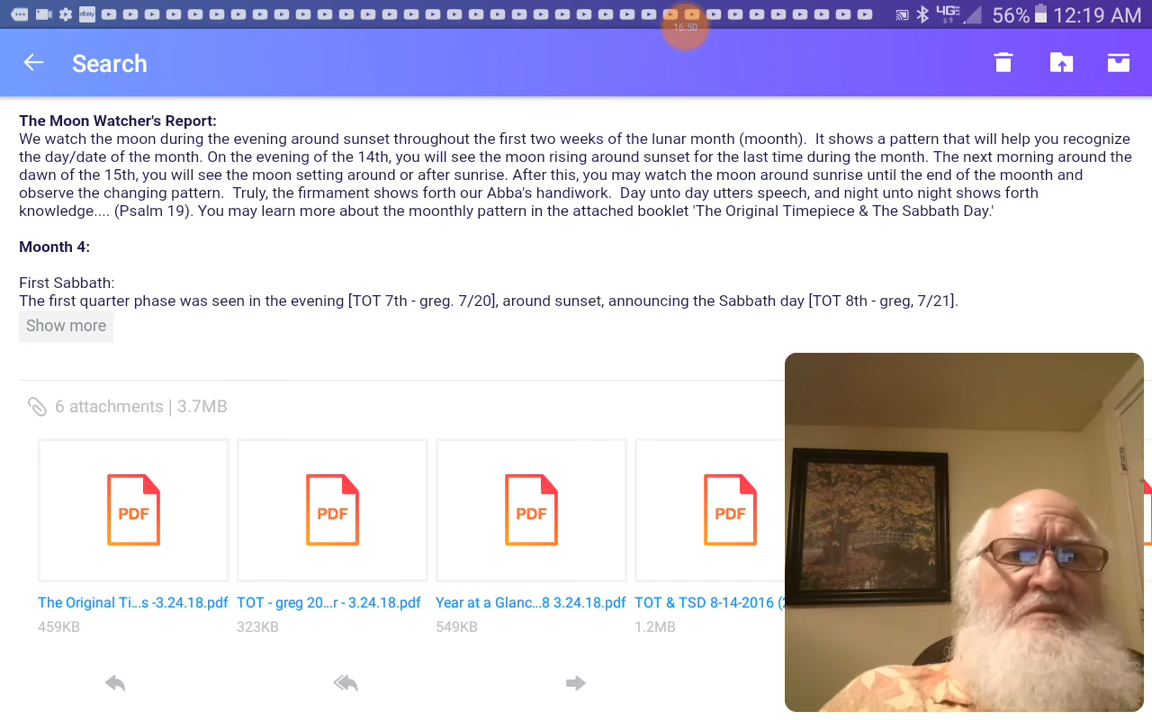 ebay
4G
56%
12:19 AM
16:50
Search
The Moon Watcher's Report:
We watch the moon during the evening around sunset throughout the first two weeks of the lunar month (moonth).  It shows a pattern that will help you recognize
the day/date of the month. On the evening of the 14th, you will see the moon rising around sunset for the last time during the month. The next morning around the
dawn of the 15th, you will see the moon setting around or after sunrise. After this, you may watch the moon around sunrise until the end of the moonth and
observe the changing pattern.  Truly, the firmament shows forth our Abba's handiwork.  Day unto day utters speech, and night unto night shows forth
knowledge.... (Psalm 19). You may learn more about the moonthly pattern in the attached booklet 'The Original Timepiece & The Sabbath Day.'
Moonth 4:
First Sabbath:
The first quarter phase was seen in the evening [TOT 7th - greg. 7/20], around sunset, announcing the Sabbath day [TOT 8th - greg, 7/21].
Show more
6 attachments | 3.7MB
PDF PDF PDF PDF
The Original Ti...s -3.24.18.pdf TOT - greg 20...r - 3.24.18.pdf Year at a Glanc...8 3.24.18.pdf TOT & TSD 8-14-2016 (
459KB 323KB 549KB 1.2MB